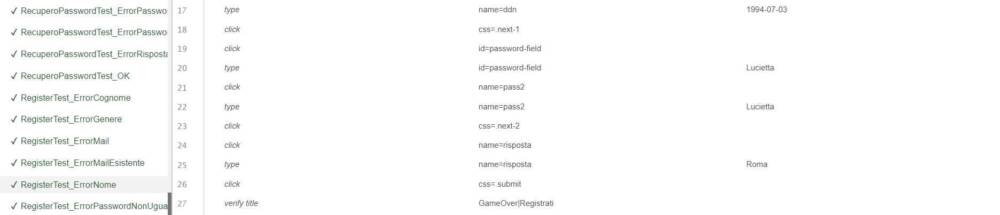 ✓ RecuperoPasswordTest_ErrorPasswo
✓ RecuperoPasswordTest_ErrorPasswo
✓ RecuperoPasswordTest_ErrorRisposta
✓ RecuperoPasswordTest_OK
✓ RegisterTest_ErrorCognome
✓ RegisterTest_ErrorGenere
✓ RegisterTest_ErrorMail
✓ RegisterTest_ErrorMailEsistente
✓ RegisterTest_ErrorNome
✓ RegisterTest_ErrorPasswordNonUgua
17 type name=ddn 1994-07-03
18 click css=.next-1
19 click id=password-field
20 type id=password-field Lucietta
21 click name=pass2
22 type name=pass2 Lucietta
23 click css=.next-2
24 click name=risposta
25 type name=risposta Roma
26 click css=.submit
27 verify title GameOver|Registrati